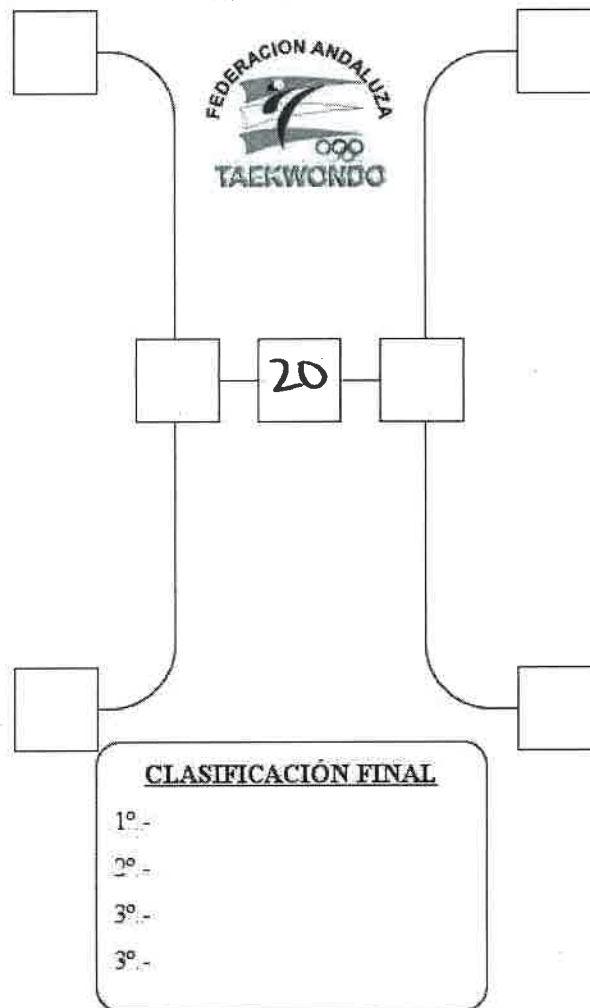 FEDERACION ANDALUZA
TAEKWONDO
20
CLASIFICACIÓN FINAL
1º.-
2º.-
3º.-
3º.-